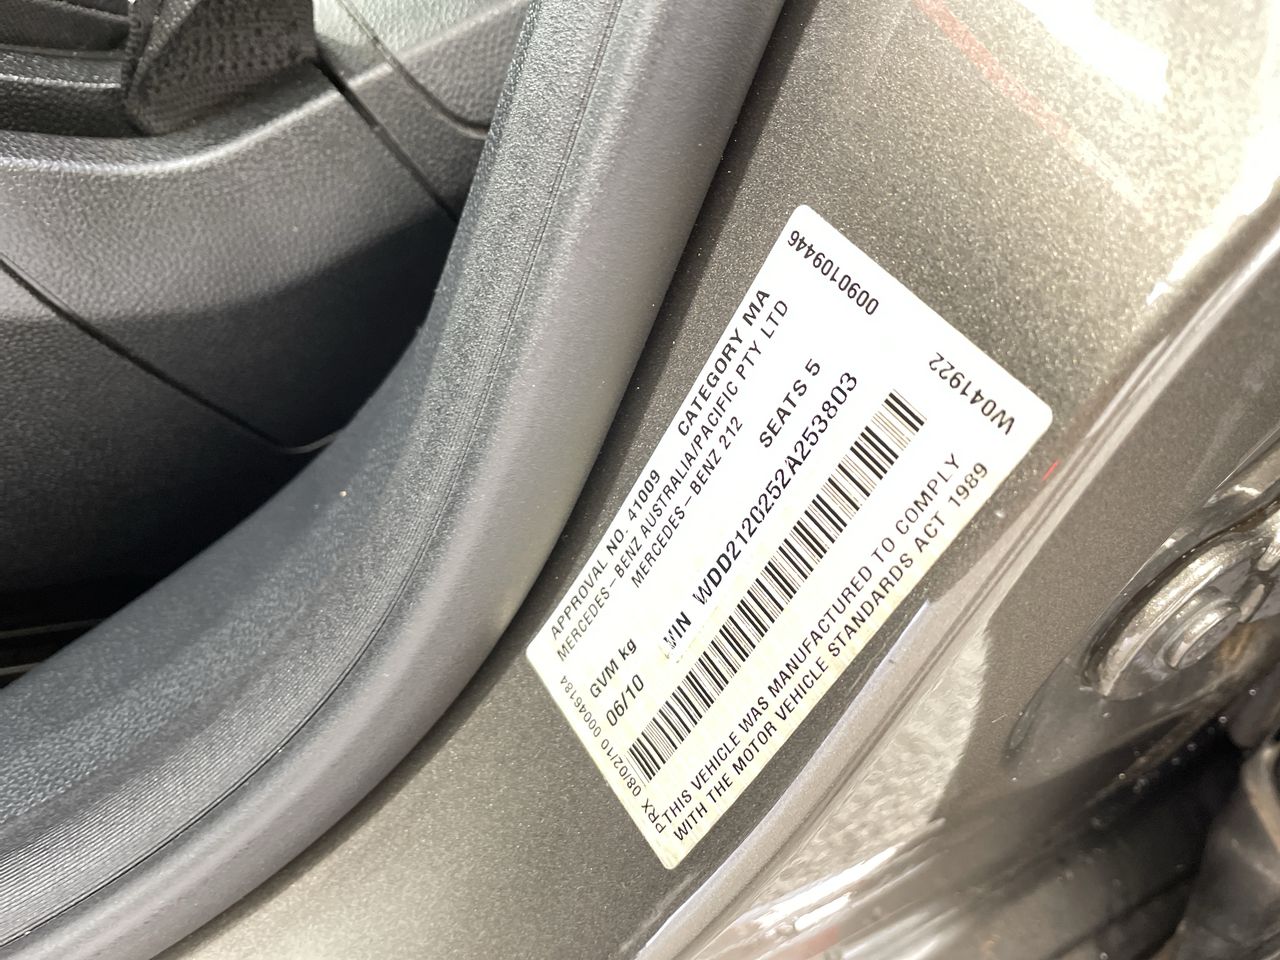 0090109446
W041922
APPROVAL NO. 41009 CATEGORY MA
MERCEDES-BENZ AUSTRALIA/PACIFIC PTY LTD
MERCEDES-BENZ 212
GVM kg SEATS 5
06/10 VIN WDD212G252A253803
THIS VEHICLE WAS MANUFACTURED TO COMPLY
WITH THE MOTOR VEHICLE STANDARDS ACT 1989
PRX 08/02/10 00046184